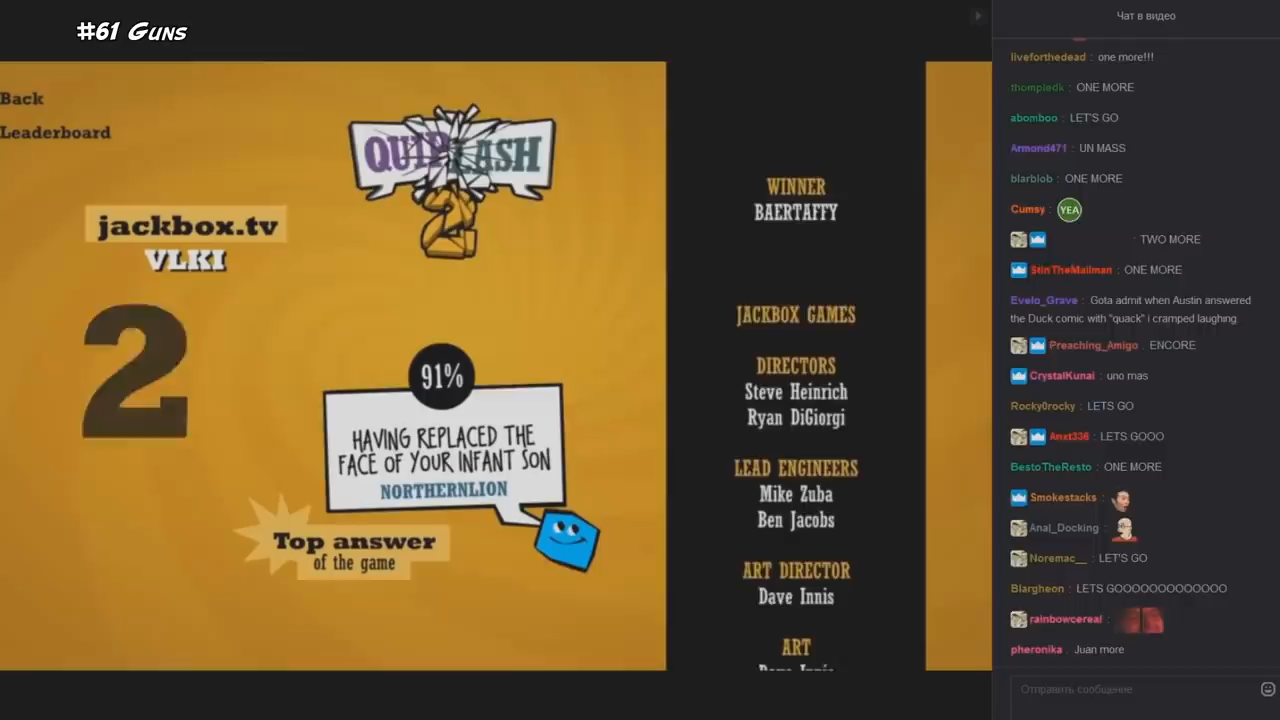 #61 Guns
Back
Leaderboard
jackbox.tv
VLKI
2
QUIPLASH
2
91%
HAVING REPLACED THE
FACE OF YOUR INFANT SON
NORTHERNLION
Top answer
of the game
WINNER
BAERTAFFY
JACKBOX GAMES
DIRECTORS
Steve Heinrich
Ryan DiGiorgi
LEAD ENGINEERS
Mike Zuba
Ben Jacobs
ART DIRECTOR
Dave Innis
ART
Dave Innis
Чат в видео
liveforthedead : one more!!!
thompledk : ONE MORE
abomboo : LET'S GO
Armond471 : UN MASS
blarblob : ONE MORE
Cumsy : YEA
: TWO MORE
StinTheMailman : ONE MORE
Evelo_Grave : Gota admit when Austin answered
the Duck comic with "quack" i cramped laughing
Preaching_Amigo : ENCORE
CrystalKunai : uno mas
Rocky0rocky : LETS GO
Anxt336 : LETS GOOO
BestoTheResto : ONE MORE
Smokestacks :
Anal_Docking :
Noremac__ : LET'S GO
Blargheon : LETS GOOOOOOOOOOOOO
rainbowcereal :
pheronika : Juan more
Отправить сообщение